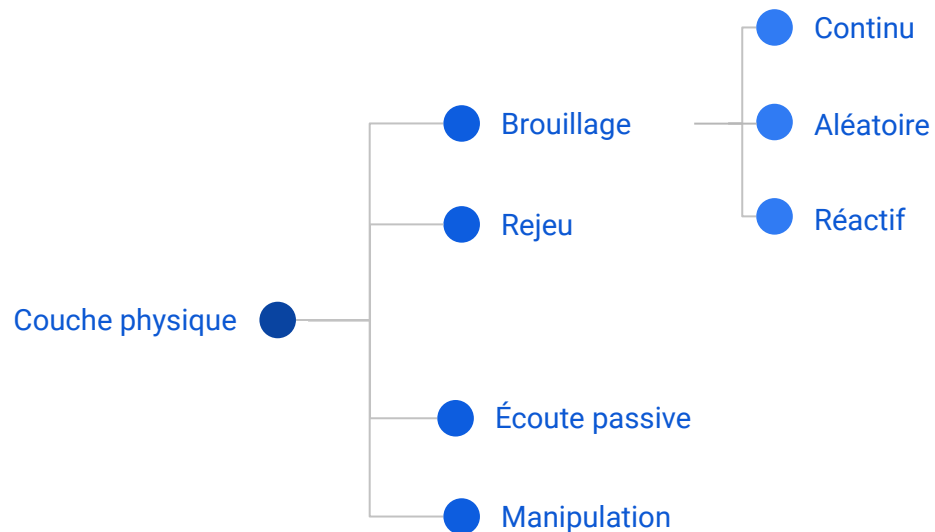 Continu
Brouillage
Aléatoire
Rejeu
Réactif
Couche physique
Écoute passive
Manipulation